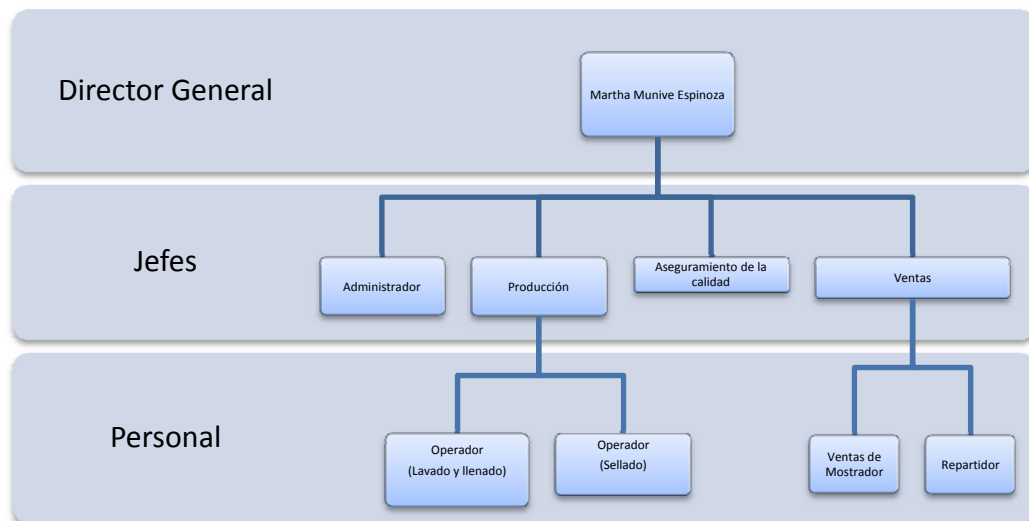 Director General
Martha Munive Espinoza
Jefes
Administrador
Producción
Aseguramiento de la
calidad
Ventas
Personal
Operador
(Lavado y llenado)
Operador
(Sellado)
Ventas de
Mostrador
Repartidor